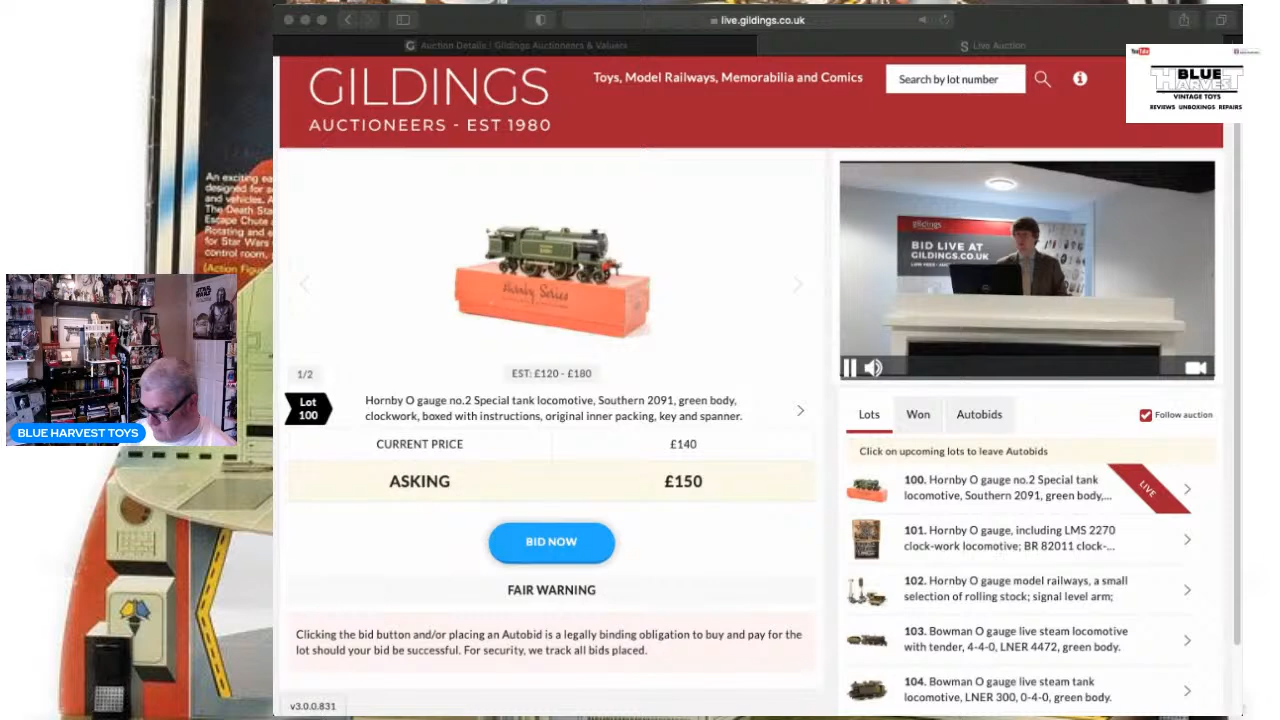 live.gildings.co.uk
G Auction Details | Gildings Auctioneers & Valuers
S Live Auction
GILDINGS
AUCTIONEERS - EST 1980
Toys, Model Railways, Memorabilia and Comics
Search by lot number
YouTube
BLUE
HARVEST
VINTAGE TOYS
REVIEWS UNBOXINGS REPAIRS
An exciting
designed for
and vehicles.
The Death Sta
Escape Chute
Rotating and e
for Star Wars
control room,
(Action Figu
STAR WARS
BLUE HARVEST TOYS
Hornby Series
1/2
EST: £120 - £180
Lot
100
Hornby O gauge no.2 Special tank locomotive, Southern 2091, green body,
clockwork, boxed with instructions, original inner packing, key and spanner.
CURRENT PRICE
£140
ASKING
£150
BID NOW
FAIR WARNING
Clicking the bid button and/or placing an Autobid is a legally binding obligation to buy and pay for the
lot should your bid be successful. For security, we track all bids placed.
v3.0.0.831
gildings
BID LIVE AT
GILDINGS.CO.UK
Lots
Won
Autobids
Follow auction
Click on upcoming lots to leave Autobids
100. Hornby O gauge no.2 Special tank
locomotive, Southern 2091, green body,...
LIVE
101. Hornby O gauge, including LMS 2270
clock-work locomotive; BR 82011 clock-...
102. Hornby O gauge model railways, a small
selection of rolling stock; signal level arm;
103. Bowman O gauge live steam locomotive
with tender, 4-4-0, LNER 4472, green body.
104. Bowman O gauge live steam tank
locomotive, LNER 300, 0-4-0, green body.